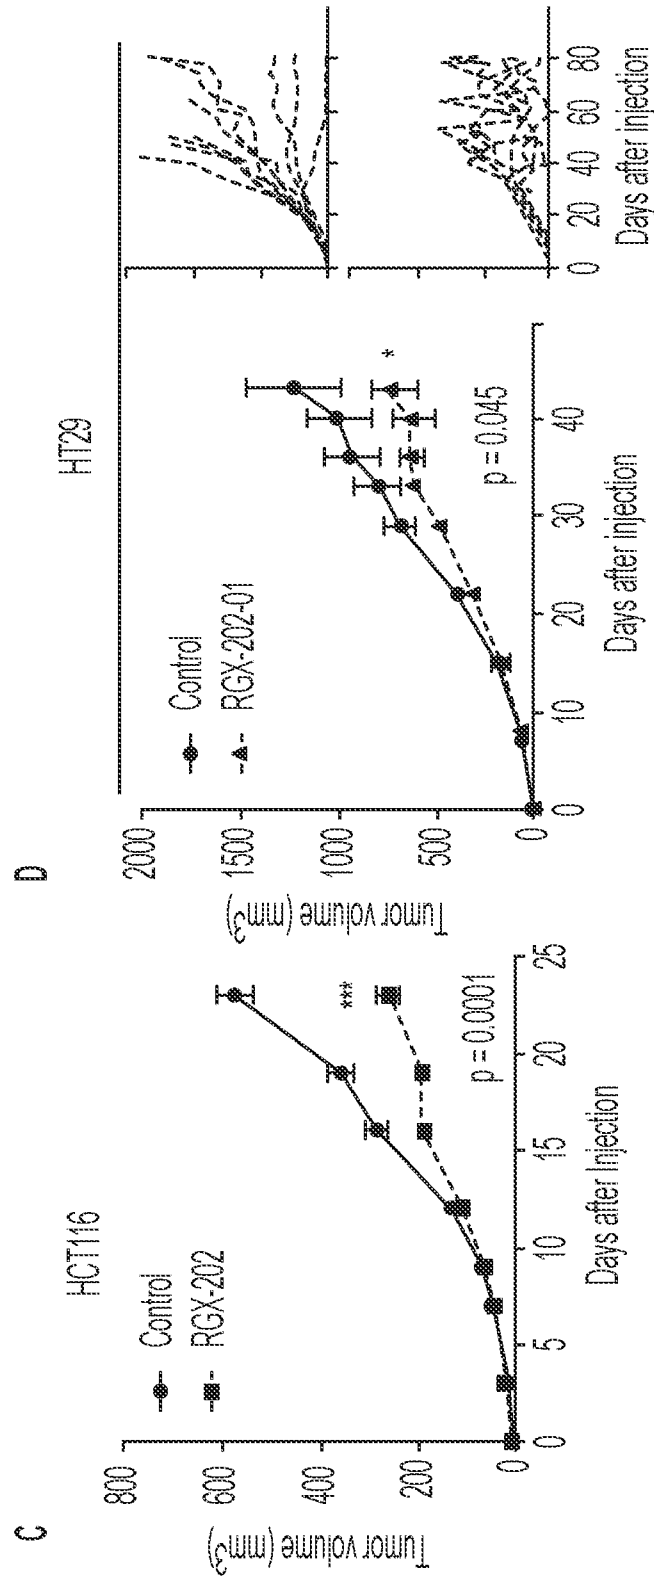 C
HCT116
Control
RGX-202
Tumor volume (mm3)
800
600
400
200
0
***
p = 0.0001
0 5 10 15 20 25
Days after Injection
D
HT29
Control
RGX-202-01
Tumor volume (mm3)
2000
1500
1000
500
0
*
p = 0.045
0 10 20 30 40
Days after injection
0 20 40 60 80
Days after injection